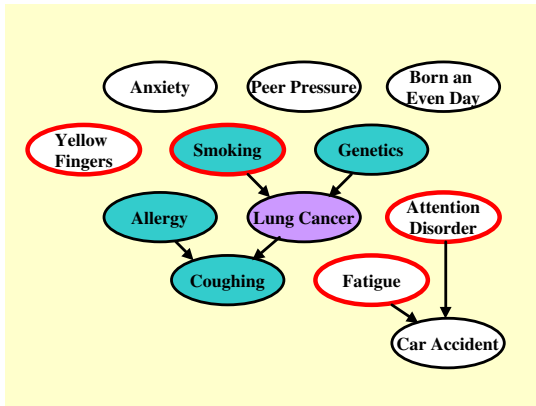 Anxiety
Peer Pressure
Born an
Even Day
Yellow
Fingers
Smoking
Genetics
Allergy
Lung Cancer
Attention
Disorder
Coughing
Fatigue
Car Accident